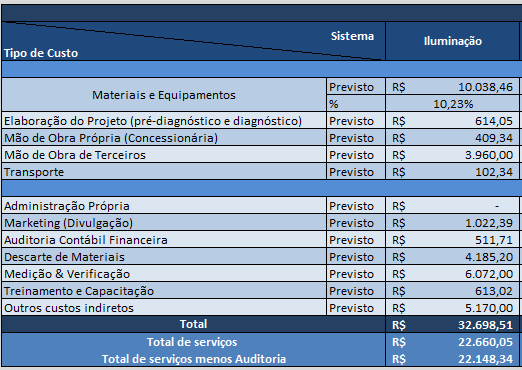 Sistema
Tipo de Custo
Iluminação
Materiais e Equipamentos Previsto R$ 10.038,46
% 10,23%
Elaboração do Projeto (pré-diagnóstico e diagnóstico) Previsto R$ 614,05
Mão de Obra Própria (Concessionária) Previsto R$ 409,34
Mão de Obra de Terceiros Previsto R$ 3.960,00
Transporte Previsto R$ 102,34
Administração Própria Previsto R$ -
Marketing (Divulgação) Previsto R$ 1.022,39
Auditoria Contábil Financeira Previsto R$ 511,71
Descarte de Materiais Previsto R$ 4.185,20
Medição & Verificação Previsto R$ 6.072,00
Treinamento e Capacitação Previsto R$ 613,02
Outros custos indiretos Previsto R$ 5.170,00
Total R$ 32.698,51
Total de serviços R$ 22.660,05
Total de serviços menos Auditoria R$ 22.148,34